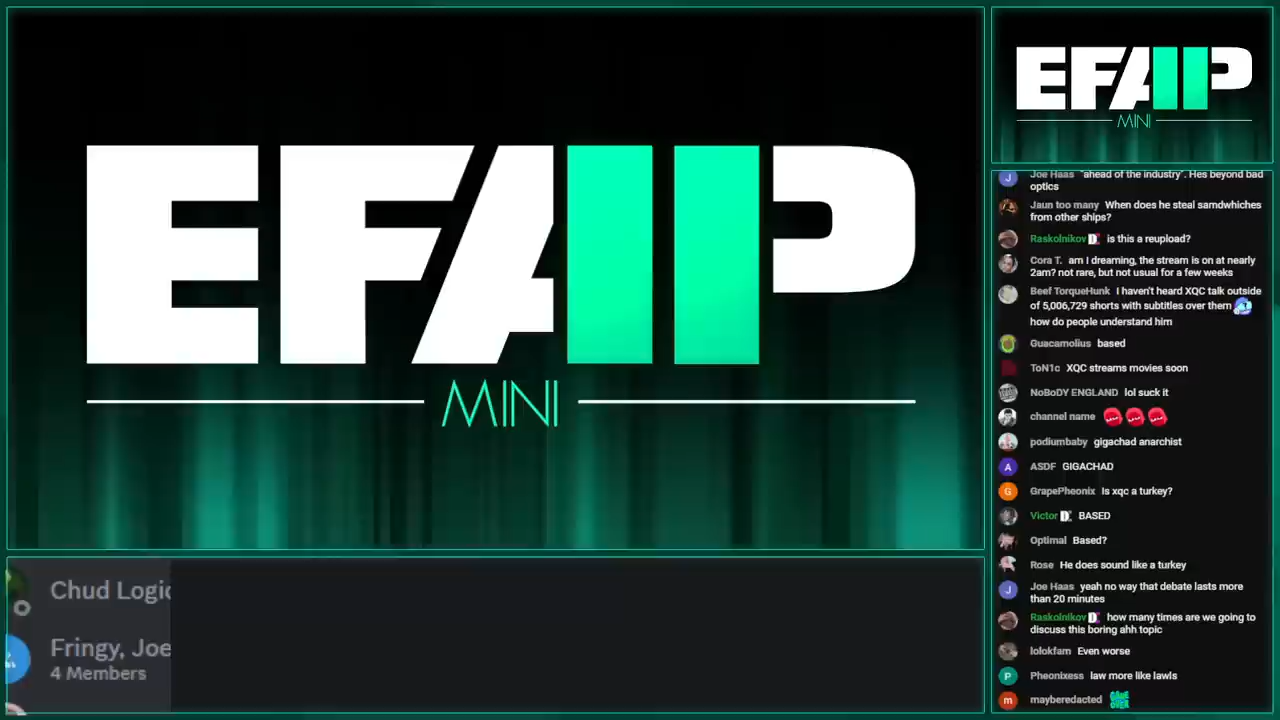 EFAP
MINI
EFAP
MINI
Joe Haas "ahead of the industry". Hes beyond bad
optics
Jaun too many When does he steal samdwhiches
from other ships?
Raskolnikov is this a reupload?
Cora T. am I dreaming, the stream is on at nearly
2am? not rare, but not usual for a few weeks
Beef TorqueHunk I haven't heard XQC talk outside
of 5,006,729 shorts with subtitles over them
how do people understand him
Guacamolius based
ToN1c XQC streams movies soon
NoBoDY ENGLAND lol suck it
channel name
podiumbaby gigachad anarchist
A
ASDF GIGACHAD
G
GrapePheonix Is xqc a turkey?
Victor BASED
Optimal Based?
Rose He does sound like a turkey
J
Joe Haas yeah no way that debate lasts more
than 20 minutes
Raskolnikov how many times are we going to
discuss this boring ahh topic
lolokfam Even worse
P
Pheonixess law more like lawls
m
mayberedacted GAME OVER
Chud Logic
Fringy, Joe
4 Members